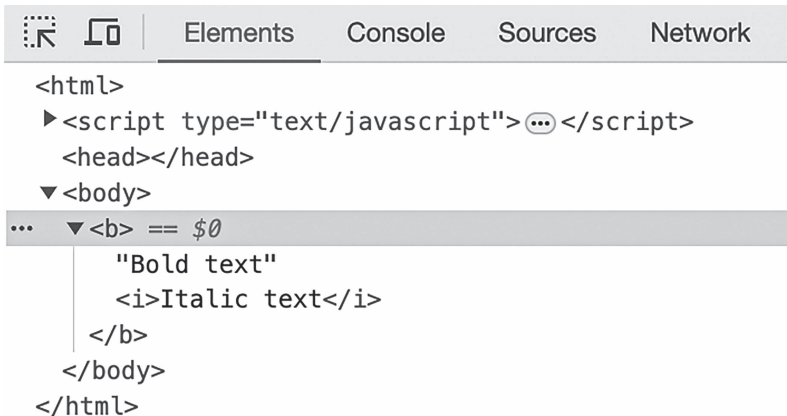 Elements Console Sources Network
<html>
<script type="text/javascript">…</script>
<head></head>
<body>
… <b> == $0
"Bold text"
<i>Italic text</i>
</b>
</body>
</html>